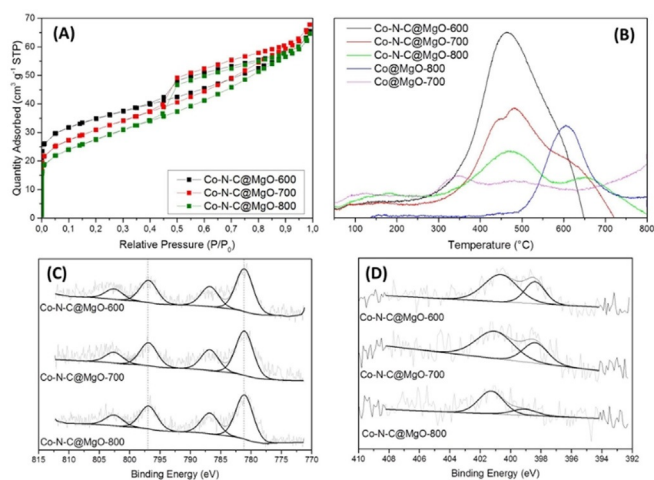 (A)
Quantity Adsorbed (cm³ g⁻¹ STP)
70
60
50
40
30
20
10
0
Co-N-C@MgO-600
Co-N-C@MgO-700
Co-N-C@MgO-800
0.0 0.1 0.2 0.3 0.4 0.5 0.6 0.7 0.8 0.9 1.0
Relative Pressure (P/P₀)
(B)
Co-N-C@MgO-600
Co-N-C@MgO-700
Co-N-C@MgO-800
Co@MgO-800
Co@MgO-700
100 200 300 400 500 600 700 800
Temperature (°C)
(C)
Co-N-C@MgO-600
Co-N-C@MgO-700
Co-N-C@MgO-800
815 810 805 800 795 790 785 780 775 770
Binding Energy (eV)
(D)
Co-N-C@MgO-600
Co-N-C@MgO-700
Co-N-C@MgO-800
410 408 406 404 402 400 398 396 394 392
Binding Energy (eV)